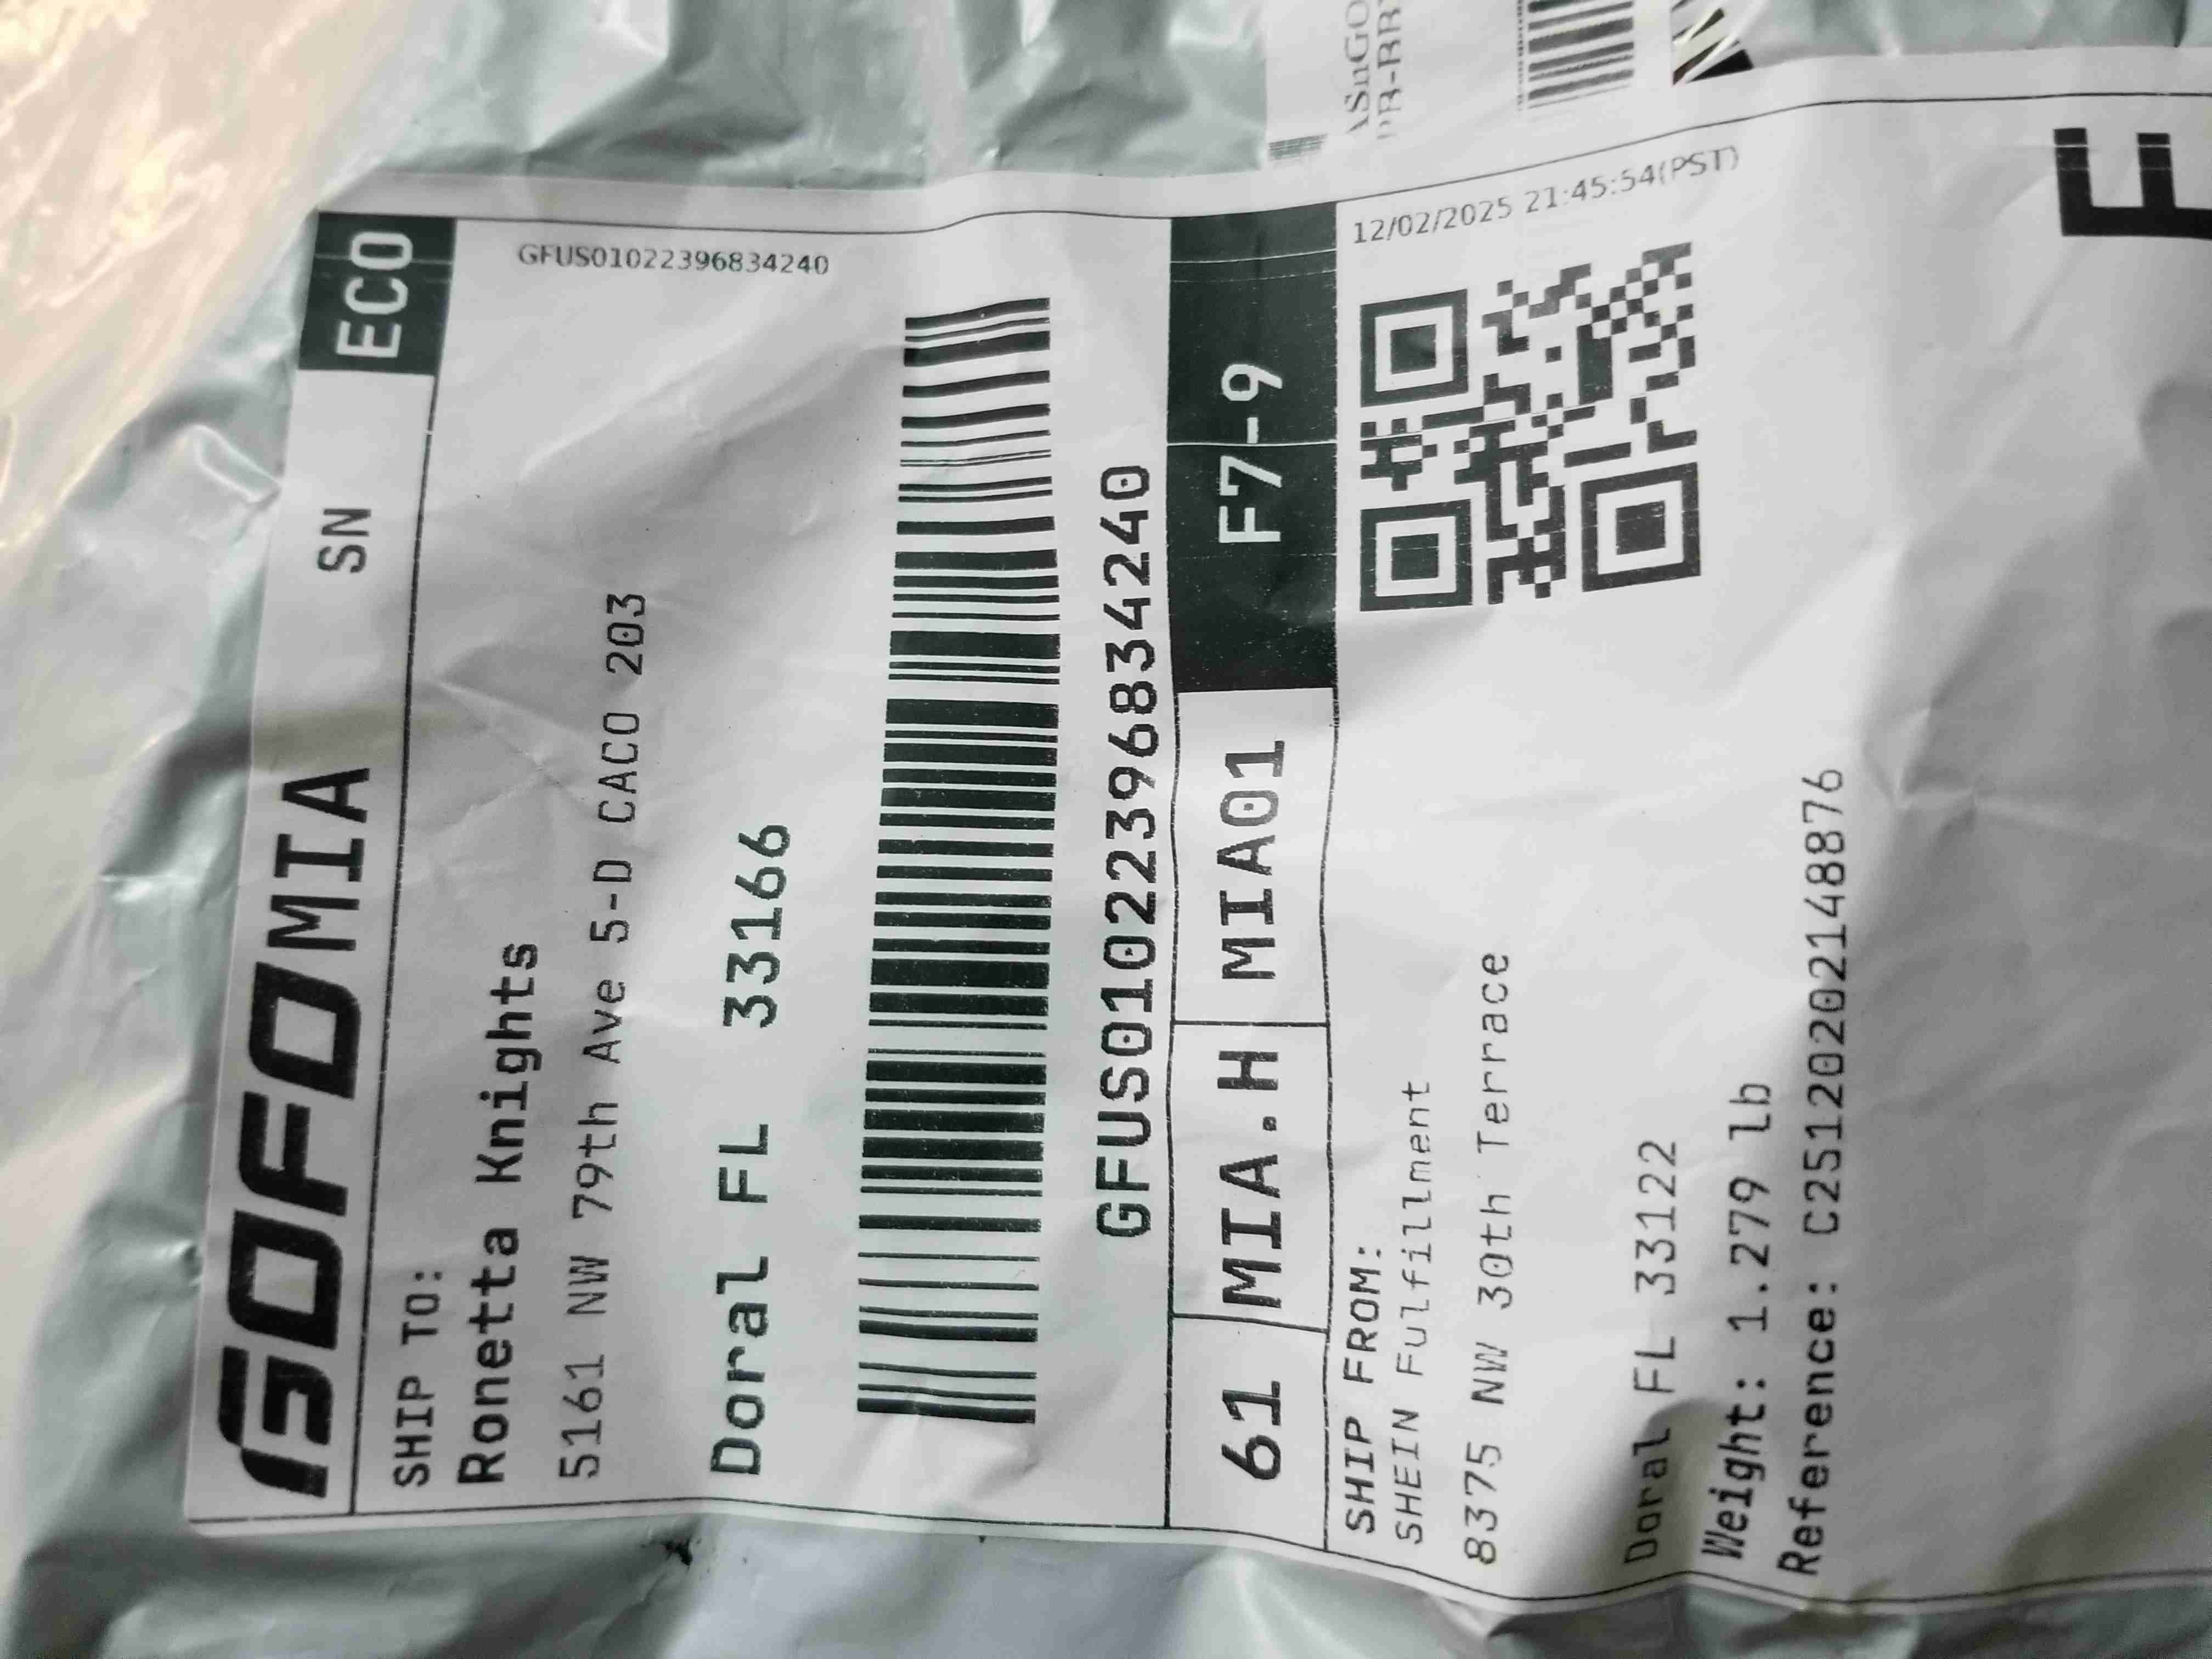 GOFO MIA SN ECO
SHIP TO:
Ronetta Knights
GFUS01022396834240
5161 NW 79th Ave 5-D CACO 203
Doral FL 33166
GFUS01022396834240
61 MIA.H MIA01 F7-9
SHIP FROM:
SHEIN Fulfillment
12/02/2025 21:45:54(PST)
8375 NW 30th Terrace
Doral FL 33122
Weight: 1.279 lb
Reference: C25120202148876